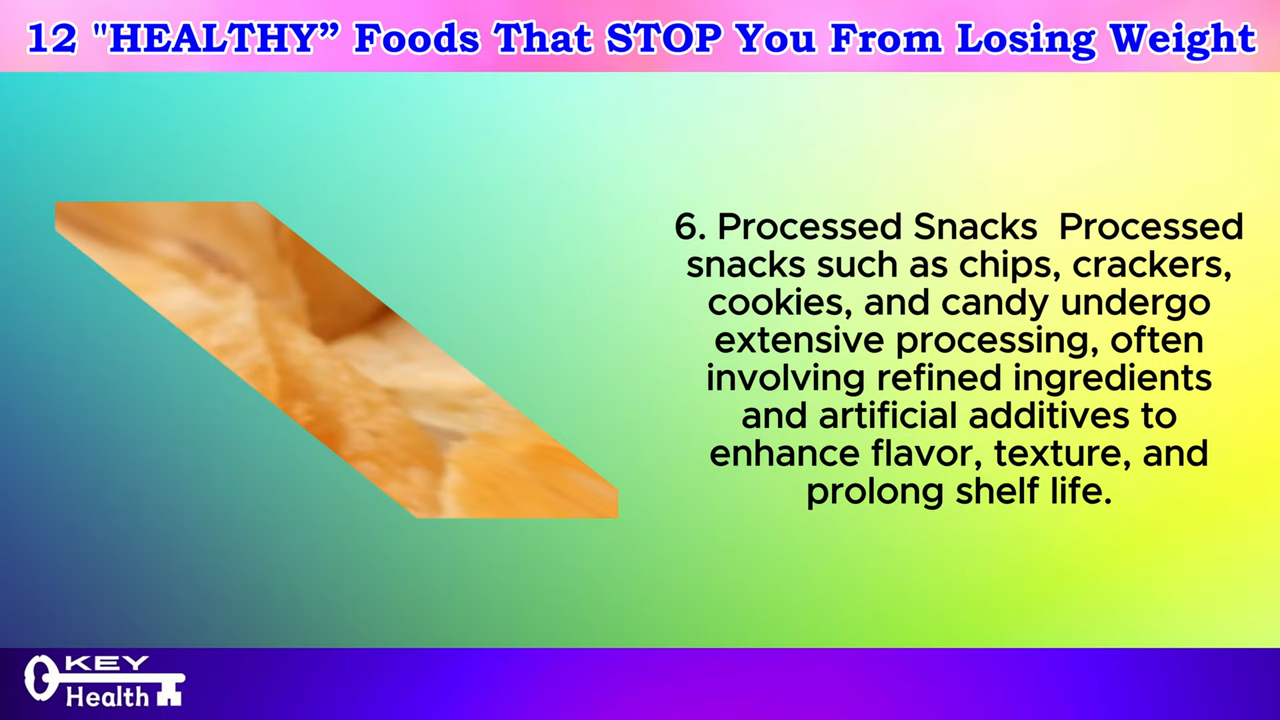 12 "HEALTHY” Foods That STOP You From Losing Weight
6. Processed Snacks  Processed
snacks such as chips, crackers,
cookies, and candy undergo
extensive processing, often
involving refined ingredients
and artificial additives to
enhance flavor, texture, and
prolong shelf life.
KEY
Health